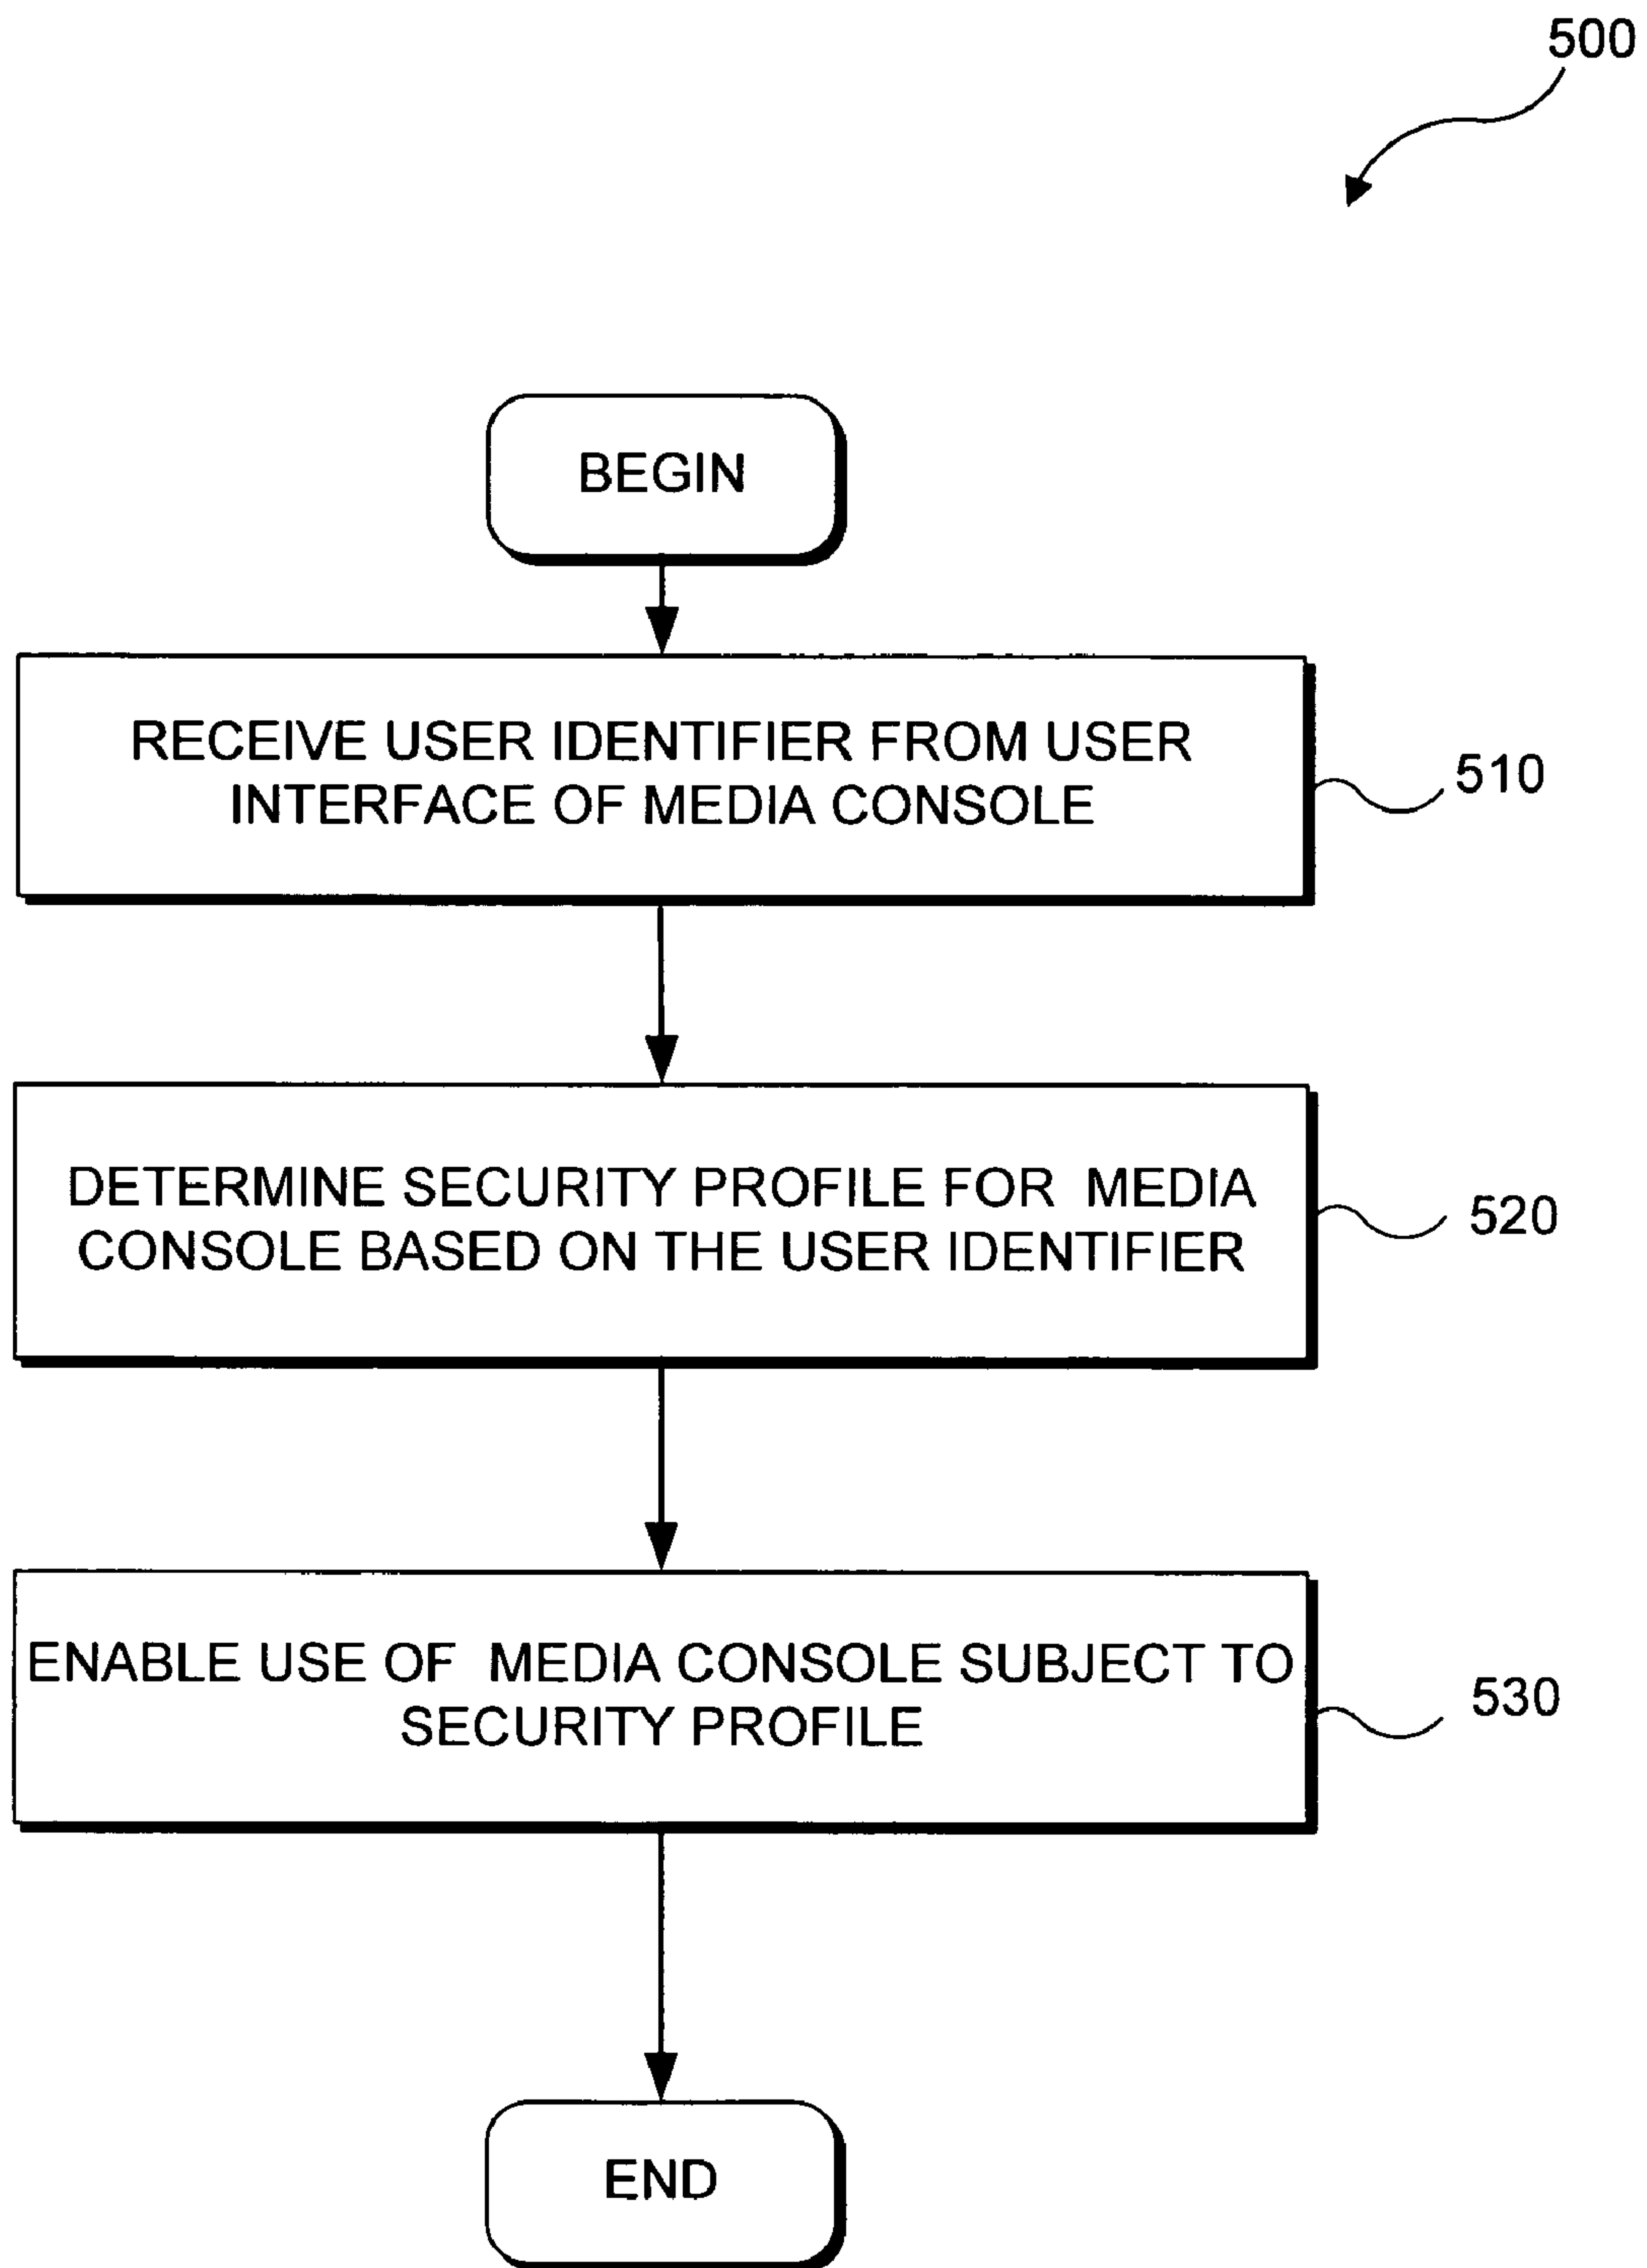 500
BEGIN
RECEIVE USER IDENTIFIER FROM USER
INTERFACE OF MEDIA CONSOLE
510
DETERMINE SECURITY PROFILE FOR MEDIA
CONSOLE BASED ON THE USER IDENTIFIER
520
ENABLE USE OF MEDIA CONSOLE SUBJECT TO
SECURITY PROFILE
530
END